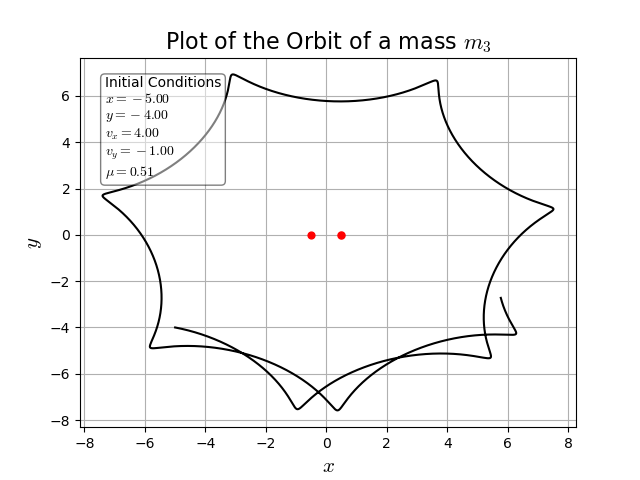 Plot of the Orbit of a mass m₃
Initial Conditions
x = −5.00
y = −4.00
vₓ = 4.00
v_y = −1.00
μ = 0.51
y
6
4
2
0
−2
−4
−6
−8
−8 −6 −4 −2 0 2 4 6 8
x